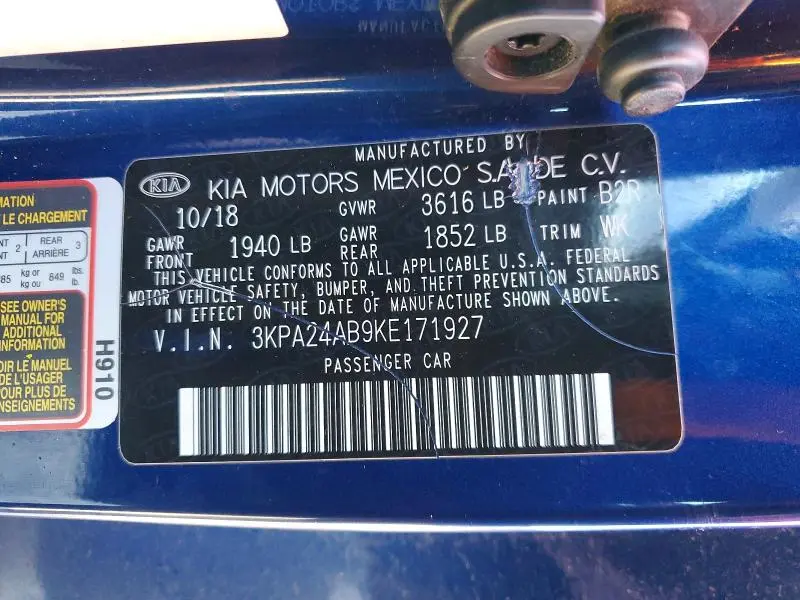 MANUFACTURED BY
KIA
KIA MOTORS MEXICO S.A. DE C.V.
10/18 GVWR 3616 LB PAINT B2R
GAWR FRONT 1940 LB GAWR REAR 1852 LB TRIM WK
THIS VEHICLE CONFORMS TO ALL APPLICABLE U.S.A. FEDERAL
MOTOR VEHICLE SAFETY, BUMPER, AND THEFT PREVENTION STANDARDS
IN EFFECT ON THE DATE OF MANUFACTURE SHOWN ABOVE.
V.I.N. 3KPA24AB9KE171927
PASSENGER CAR
LE CHARGEMENT
2 REAR 3
ARRIÈRE
kg or 849 lbs.
kg ou lb.
SEE OWNER'S
MANUAL FOR
ADDITIONAL
INFORMATION
LE MANUEL
DE L'USAGER
POUR PLUS DE
H910